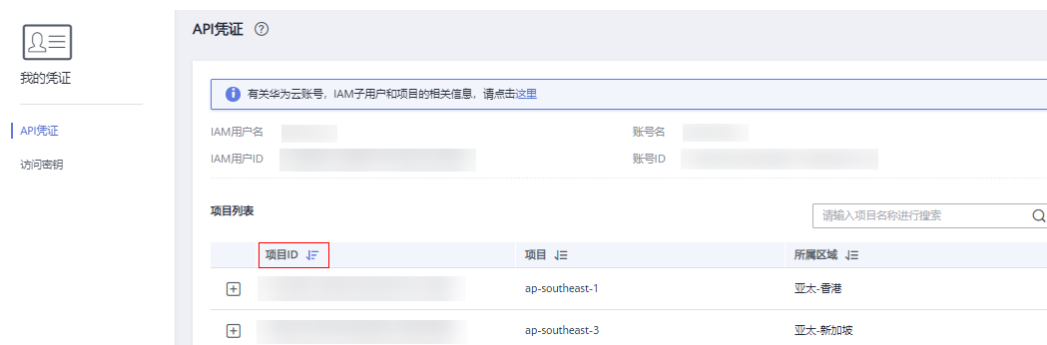 API凭证
我的凭证
有关华为云账号，IAM子用户和项目的相关信息，请点击这里
API凭证
访问密钥
IAM用户名 账号名
IAM用户ID 账号ID
项目列表 请输入项目名称进行搜索
项目ID 项目 所属区域
ap-southeast-1 亚太-香港
ap-southeast-3 亚太-新加坡